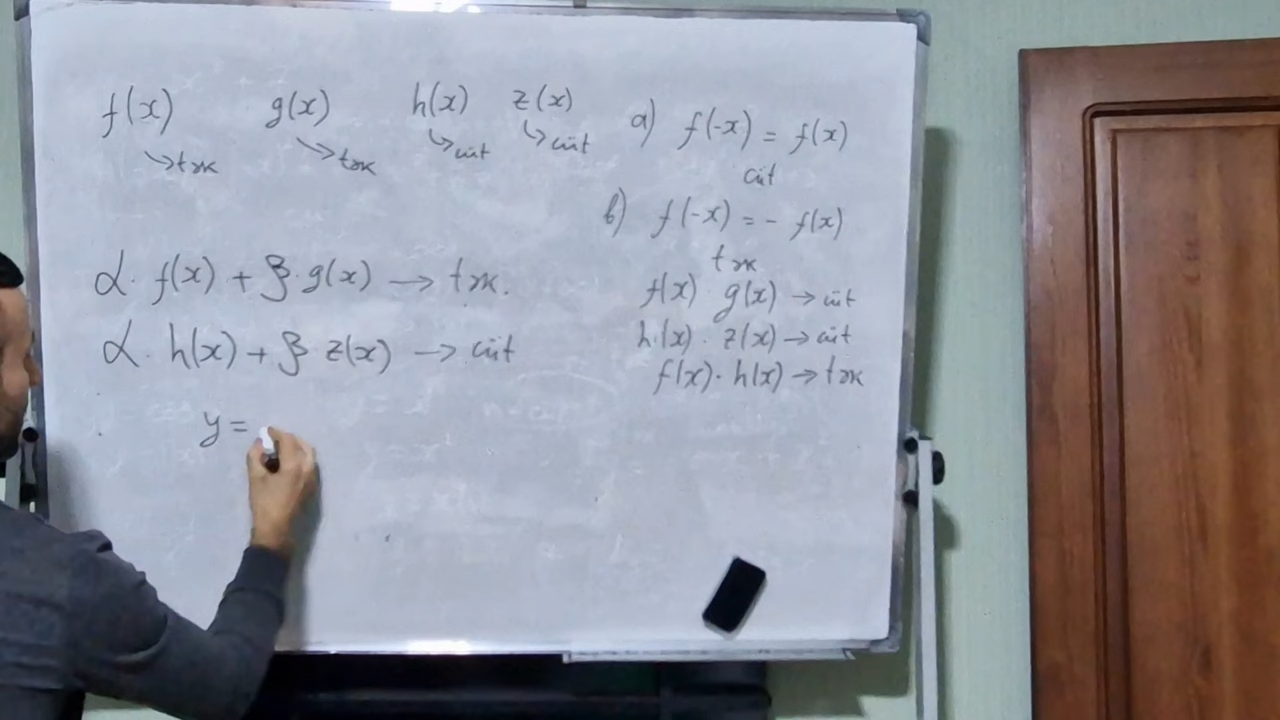 f(x) g(x) h(x) z(x)
↳tək ↳tək ↳cüt ↳cüt
α· f(x) + β· g(x) → tək.
α· h(x) + β z(x) → cüt
y =
a) f(-x) = f(x)
cüt
b) f(-x) = - f(x)
tək
f(x) · g(x) → cüt
h(x) · z(x) → cüt
f(x) · h(x) → tək